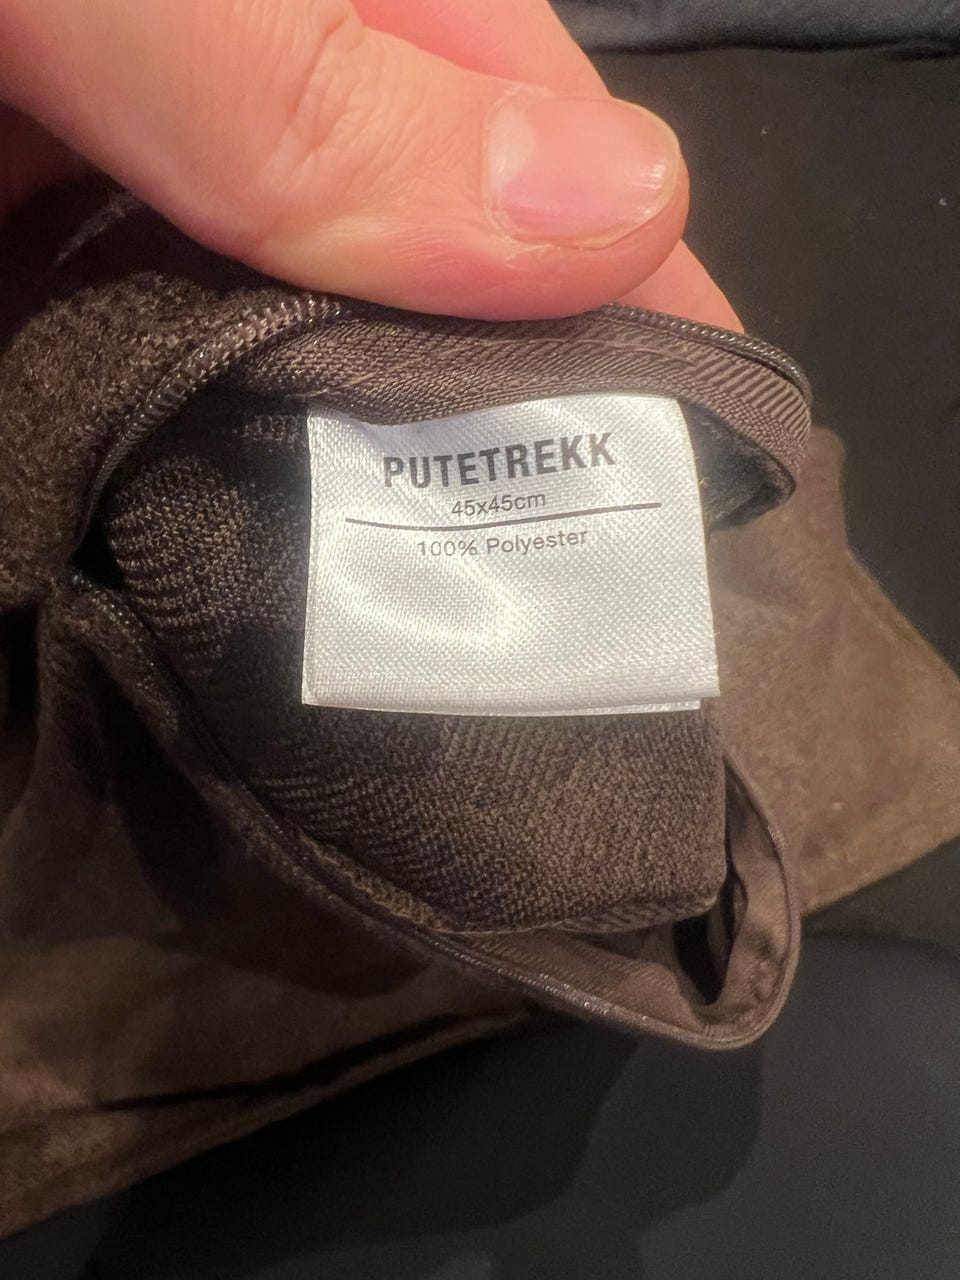 PUTETREKK
45x45cm
100% Polyester